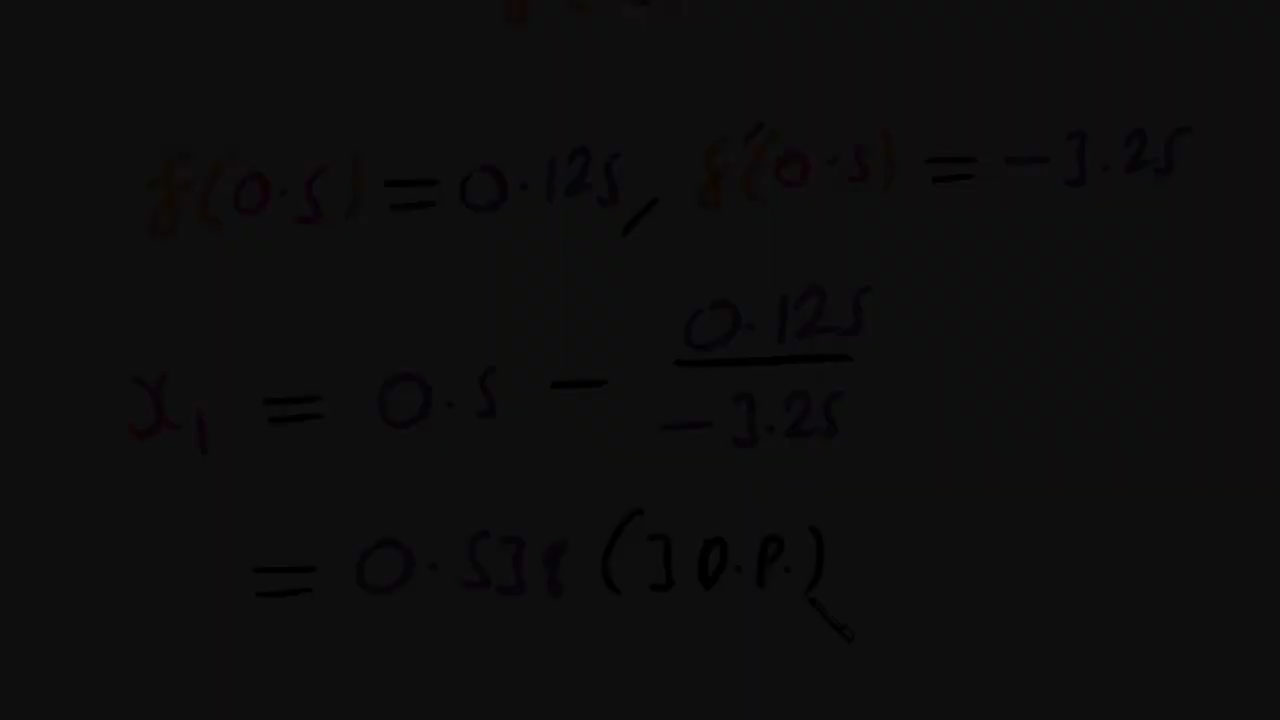 f(0.5) = 0.125, f'(0.5) = -3.25
x₁ = 0.5 - 0.125 / -3.25
= 0.538 (3 D.P.)